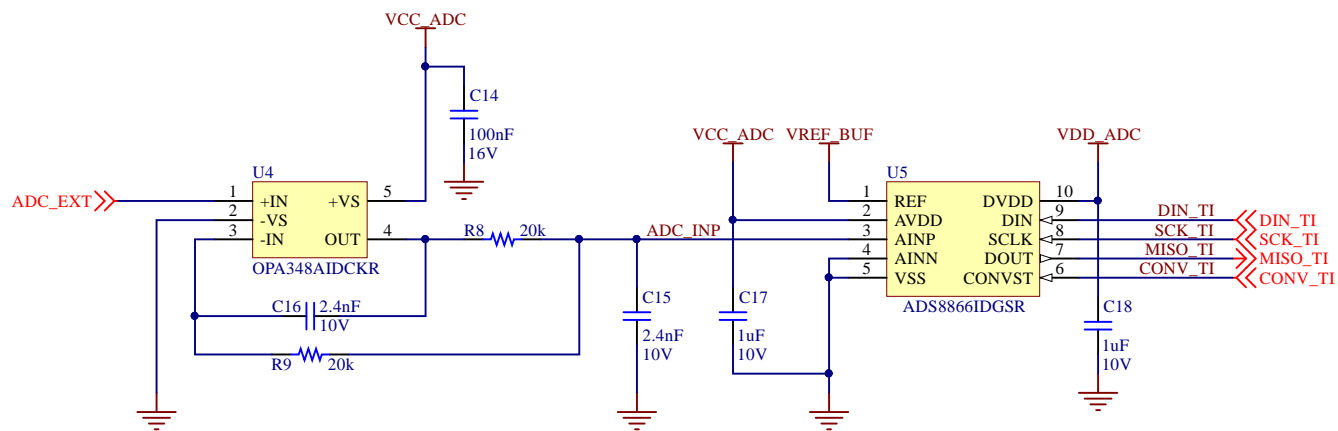 VCC_ADC
C14
100nF
16V
VCC_ADC
VREF_BUF
VDD_ADC
U4
U5
ADC_EXT
1 +IN +VS 5
2 -VS
3 -IN OUT 4
OPA348AIDCKR
R8 20k
ADC_INP
1 REF DVDD 10
2 AVDD DIN 9 DIN_TI DIN_TI
3 AINP SCLK 8 SCK_TI SCK_TI
4 AINN DOUT 7 MISO_TI MISO_TI
5 VSS CONVST 6 CONV_TI CONV_TI
ADS8866IDGSR
C16 2.4nF
10V
R9 20k
C15
2.4nF
10V
C17
1uF
10V
C18
1uF
10V